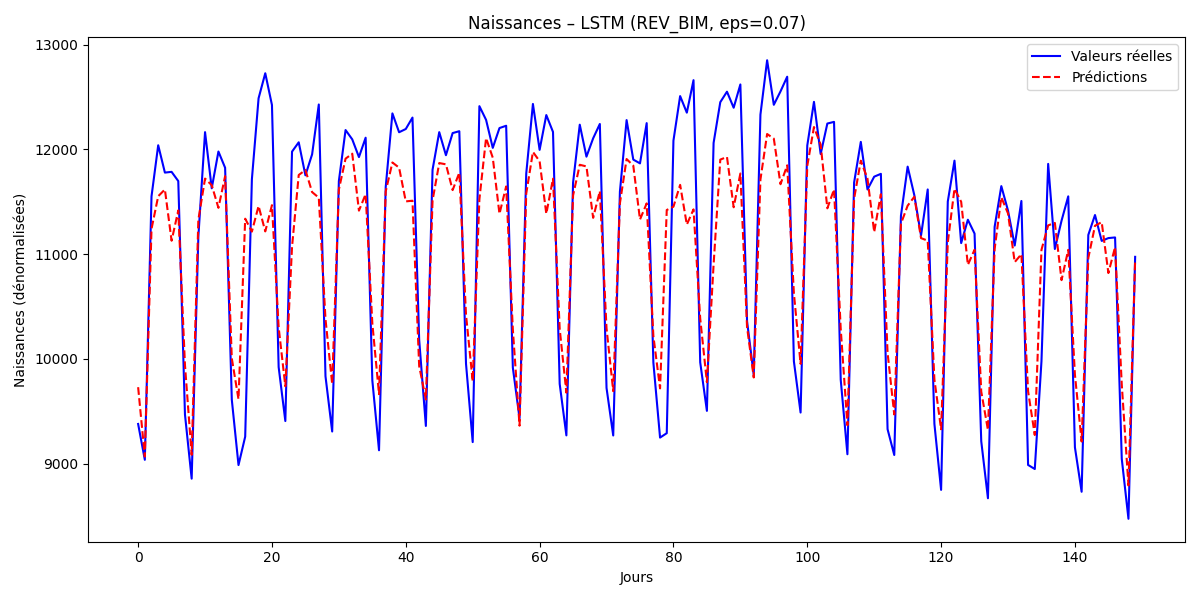 Naissances – LSTM (REV_BIM, eps=0.07)
Valeurs réelles
Prédictions
Naissances (dénormalisées)
13000
12000
11000
10000
9000
0 20 40 60 80 100 120 140
Jours